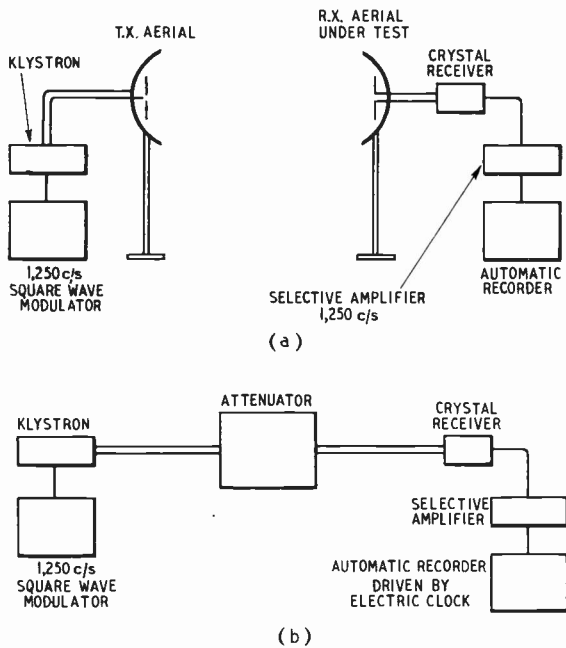 T.X. AERIAL
R.X. AERIAL
UNDER TEST
KLYSTRON
CRYSTAL
RECEIVER
1,250 c/s
SQUARE WAVE
MODULATOR
SELECTIVE AMPLIFIER
1,250 c/s
AUTOMATIC
RECORDER
(a)
ATTENUATOR
KLYSTRON
CRYSTAL
RECEIVER
SELECTIVE
AMPLIFIER
1,250 c/s
SQUARE WAVE
MODULATOR
AUTOMATIC RECORDER
DRIVEN BY
ELECTRIC CLOCK
(b)